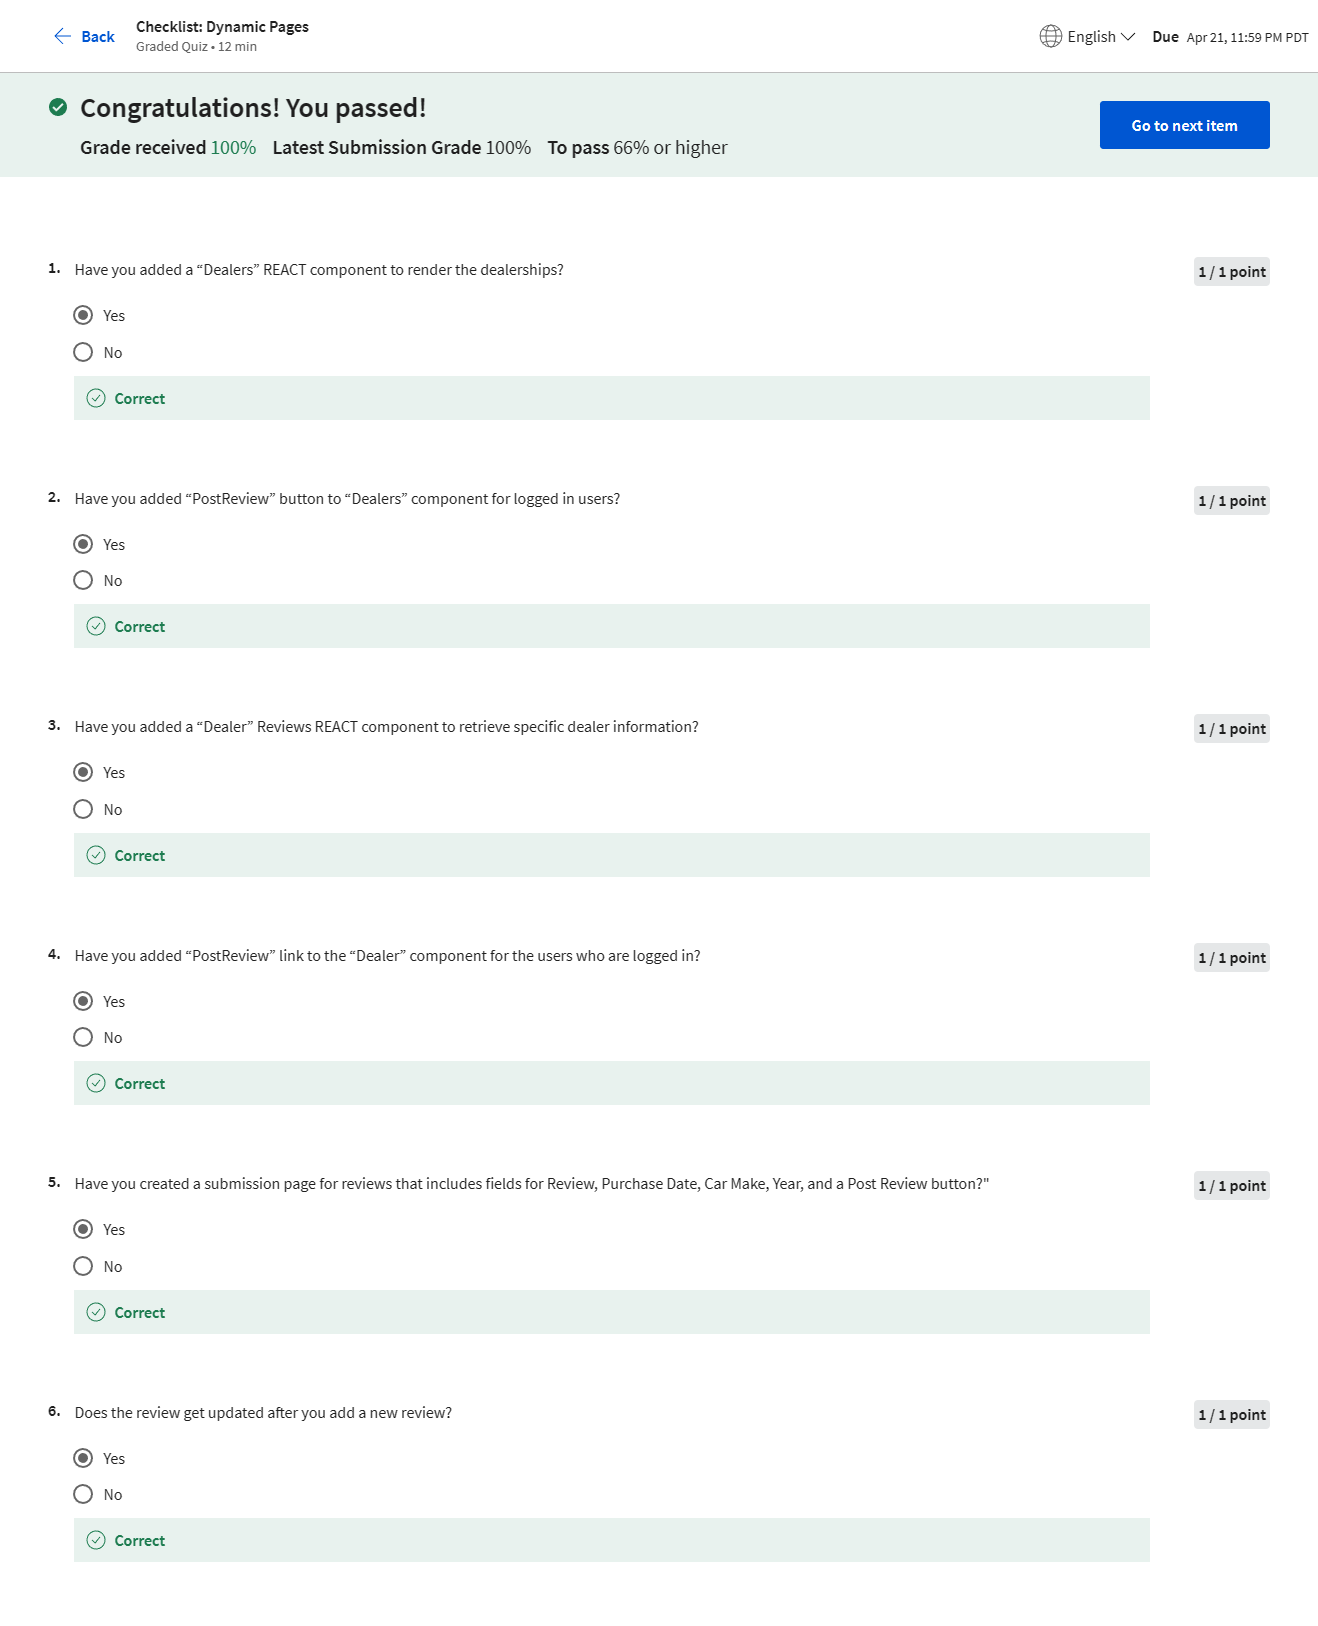 Back
Checklist: Dynamic Pages
Graded Quiz • 12 min
English
Due Apr 21, 11:59 PM PDT
Congratulations! You passed!
Grade received 100% Latest Submission Grade 100% To pass 66% or higher
Go to next item
1. Have you added a “Dealers” REACT component to render the dealerships?
1 / 1 point
Yes
No
Correct
2. Have you added “PostReview” button to “Dealers” component for logged in users?
1 / 1 point
Yes
No
Correct
3. Have you added a “Dealer” Reviews REACT component to retrieve specific dealer information?
1 / 1 point
Yes
No
Correct
4. Have you added “PostReview” link to the “Dealer” component for the users who are logged in?
1 / 1 point
Yes
No
Correct
5. Have you created a submission page for reviews that includes fields for Review, Purchase Date, Car Make, Year, and a Post Review button?"
1 / 1 point
Yes
No
Correct
6. Does the review get updated after you add a new review?
1 / 1 point
Yes
No
Correct